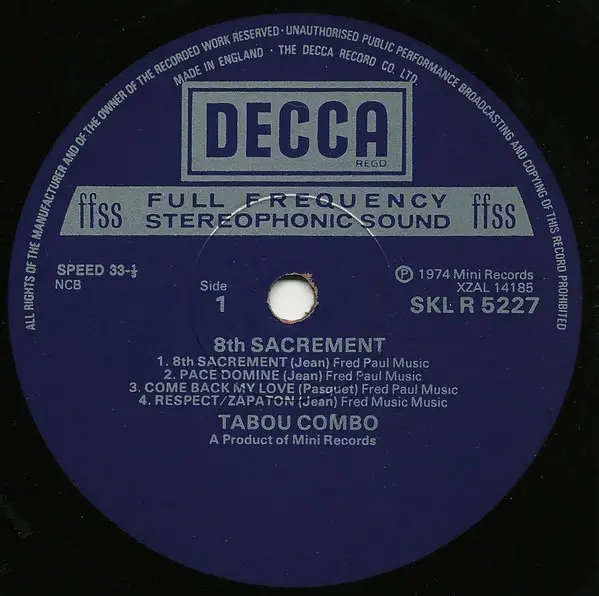 ALL RIGHTS OF THE MANUFACTURER AND OF THE OWNER OF THE RECORDED WORK RESERVED · UNAUTHORISED PUBLIC PERFORMANCE BROADCASTING AND COPYING OF THIS RECORD PROHIBITED
MADE IN ENGLAND · THE DECCA RECORD CO. LTD.
DECCA
REGD.
ffss FULL FREQUENCY STEREOPHONIC SOUND ffss
SPEED 33-⅓
NCB
Side
1
℗ 1974 Mini Records
XZAL 14185
SKL R 5227
8th SACREMENT
1. 8th SACREMENT (Jean) Fred Paul Music
2. PACE DOMINE (Jean) Fred Paul Music
3. COME BACK MY LOVE (Pasquet) Fred Paul Music
4. RESPECT/ZAPATON (Jean) Fred Music Music
TABOU COMBO
A Product of Mini Records